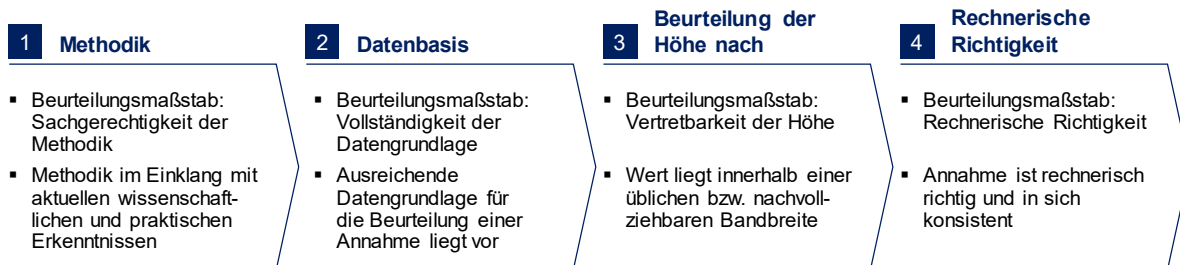 1 Methodik
▪ Beurteilungsmaßstab:
Sachgerechtigkeit der
Methodik
▪ Methodik im Einklang mit
aktuellen wissenschaft-
lichen und praktischen
Erkenntnissen
2 Datenbasis
▪ Beurteilungsmaßstab:
Vollständigkeit der
Datengrundlage
▪ Ausreichende
Datengrundlage für
die Beurteilung einer
Annahme liegt vor
3 Beurteilung der
Höhe nach
▪ Beurteilungsmaßstab:
Vertretbarkeit der Höhe
▪ Wert liegt innerhalb einer
üblichen bzw. nachvoll-
ziehbaren Bandbreite
4 Rechnerische
Richtigkeit
▪ Beurteilungsmaßstab:
Rechnerische Richtigkeit
▪ Annahme ist rechnerisch
richtig und in sich
konsistent